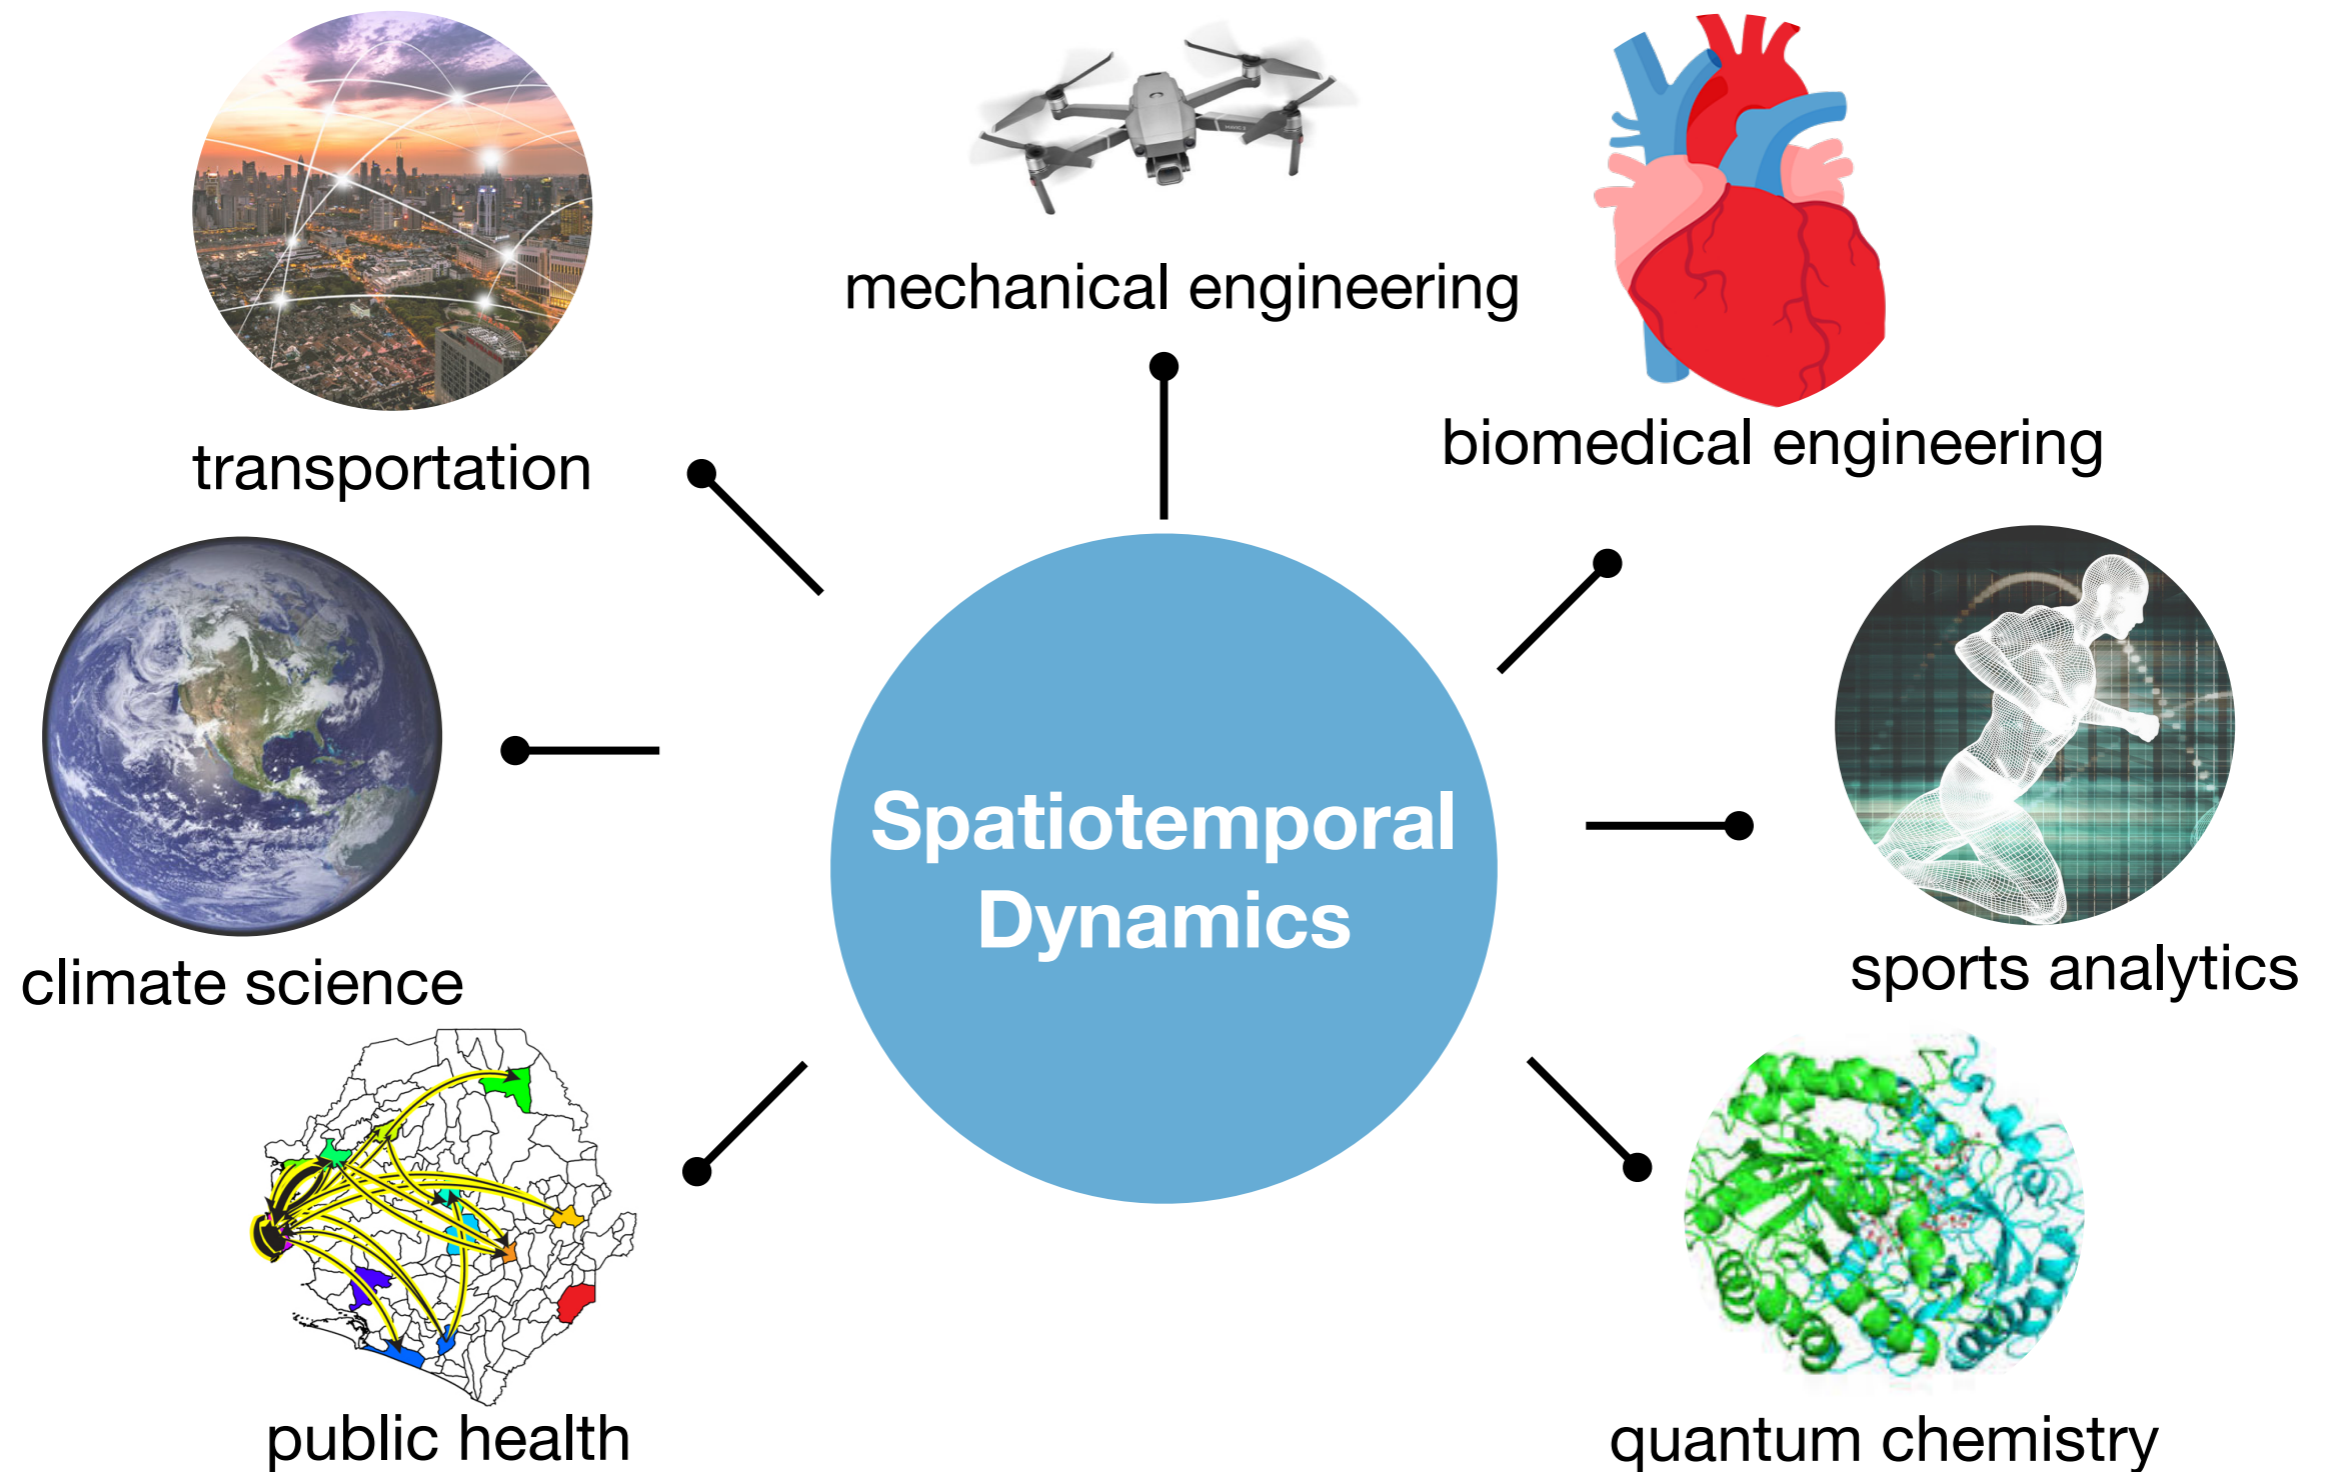 mechanical engineering
transportation
biomedical engineering
Spatiotemporal
Dynamics
climate science
sports analytics
public health
quantum chemistry